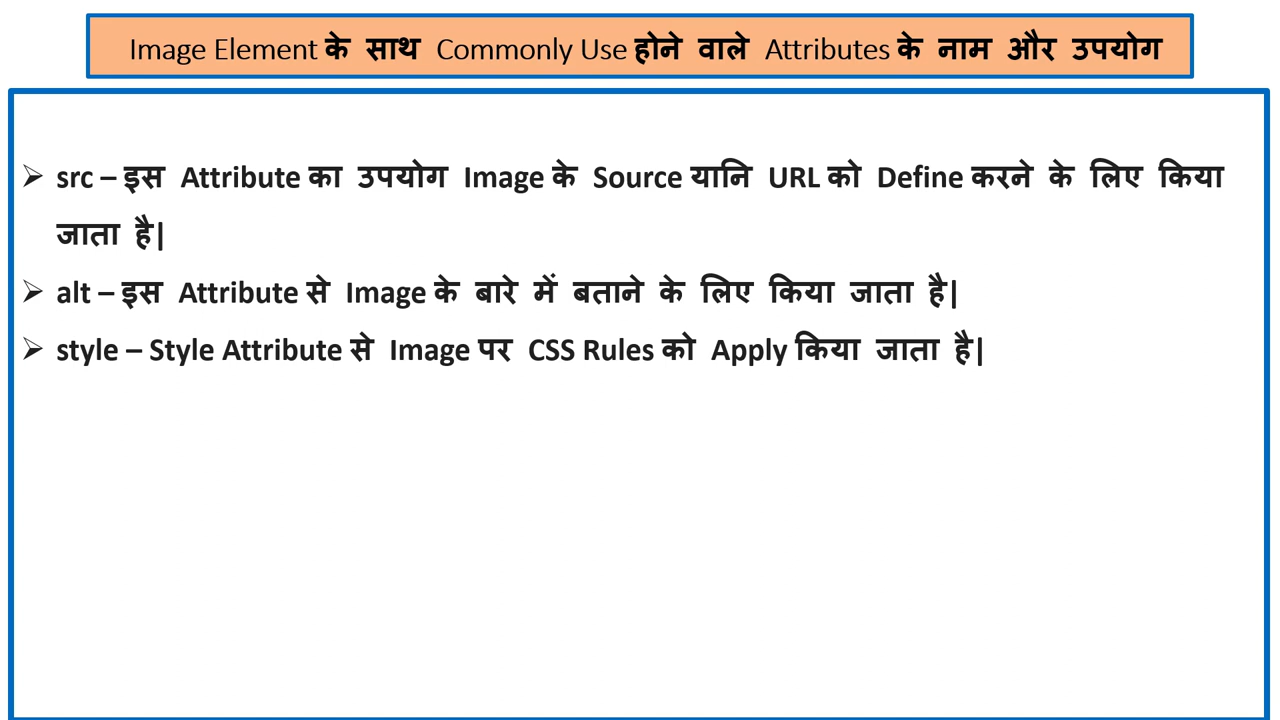 Image Element के साथ Commonly Use होने वाले Attributes के नाम और उपयोग
➢ src – इस Attribute का उपयोग Image के Source यानि URL को Define करने के लिए किया
जाता है|
➢ alt – इस Attribute से Image के बारे में बताने के लिए किया जाता है|
➢ style – Style Attribute से Image पर CSS Rules को Apply किया जाता है|